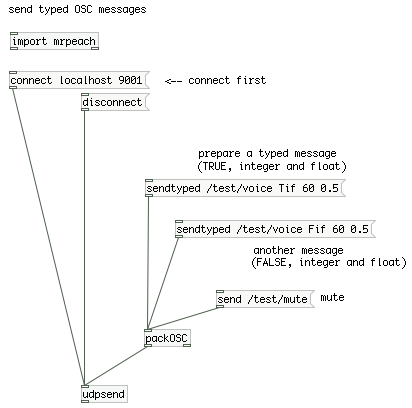 send typed OSC messages
import mrpeach
connect localhost 9001
<-- connect first
disconnect
prepare a typed message
(TRUE, integer and float)
sendtyped /test/voice Tif 60 0.5
sendtyped /test/voice Fif 60 0.5
another message
(FALSE, integer and float)
send /test/mute
mute
packOSC
udpsend